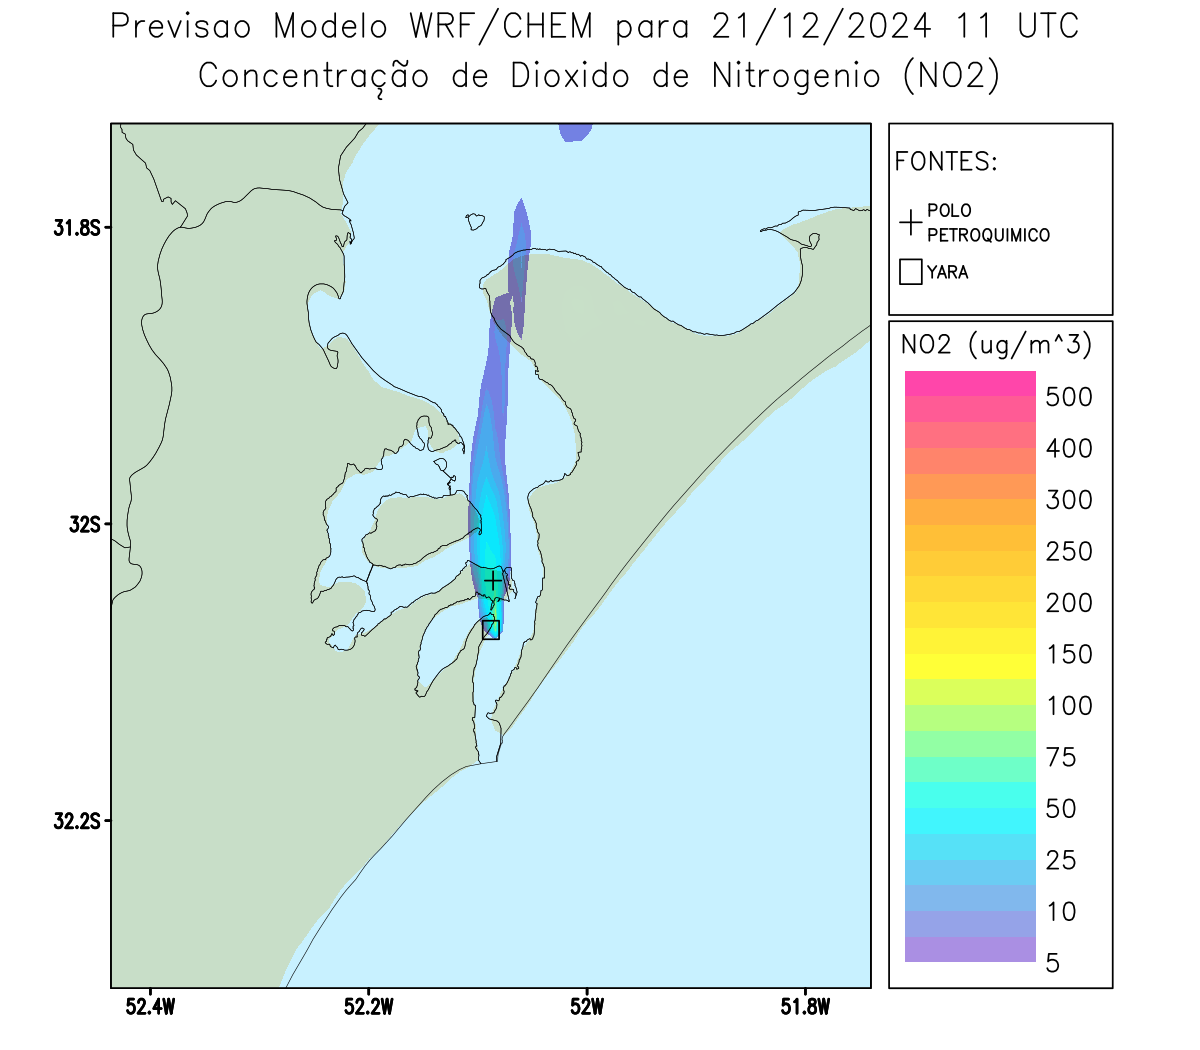 Previsao Modelo WRF/CHEM para 21/12/2024 11 UTC
Concentração de Dioxido de Nitrogenio (NO2)
FONTES:
POLO
PETROQUIMICO
YARA
NO2 (ug/m^3)
500
400
300
250
200
150
100
75
50
25
10
5
31.8S
32S
32.2S
52.4W
52.2W
52W
51.8W